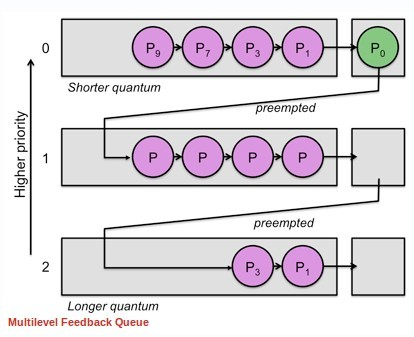 0 P9 P7 P3 P1 P0
Shorter quantum
preempted
Higher priority
1 P P P P
preempted
2 P3 P1
Longer quantum
Multilevel Feedback Queue